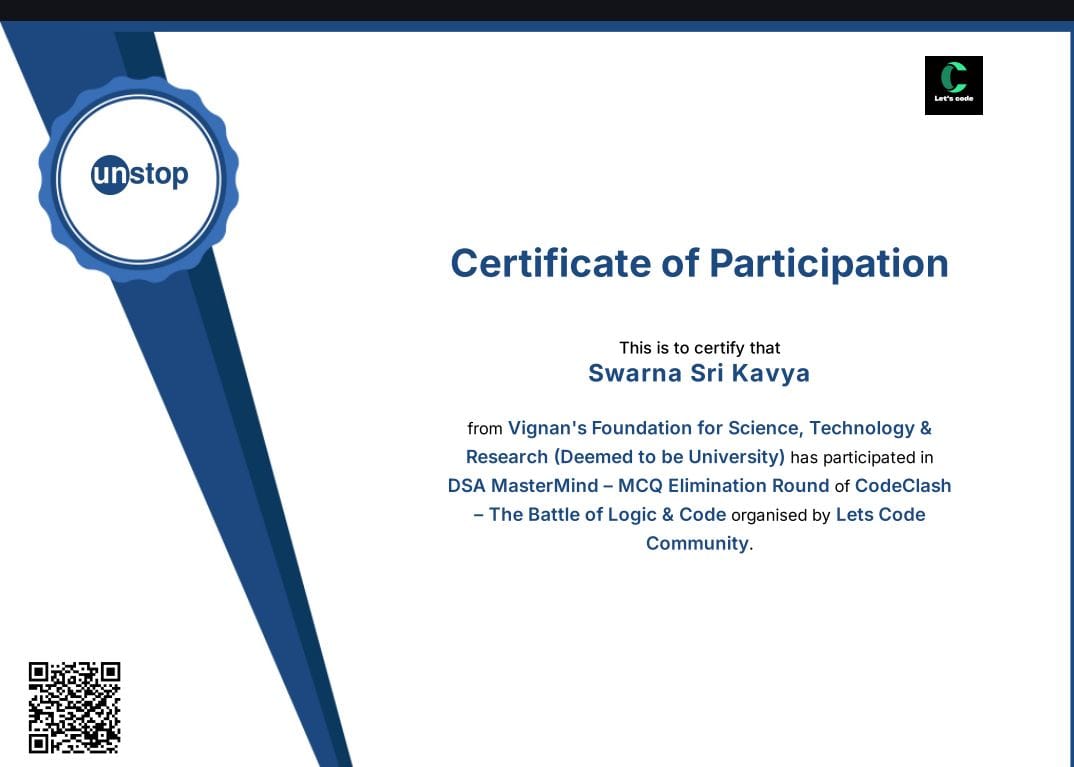 unstop
Let's code
Certificate of Participation
This is to certify that
Swarna Sri Kavya
from Vignan's Foundation for Science, Technology &
Research (Deemed to be University) has participated in
DSA MasterMind – MCQ Elimination Round of CodeClash
– The Battle of Logic & Code organised by Lets Code
Community.